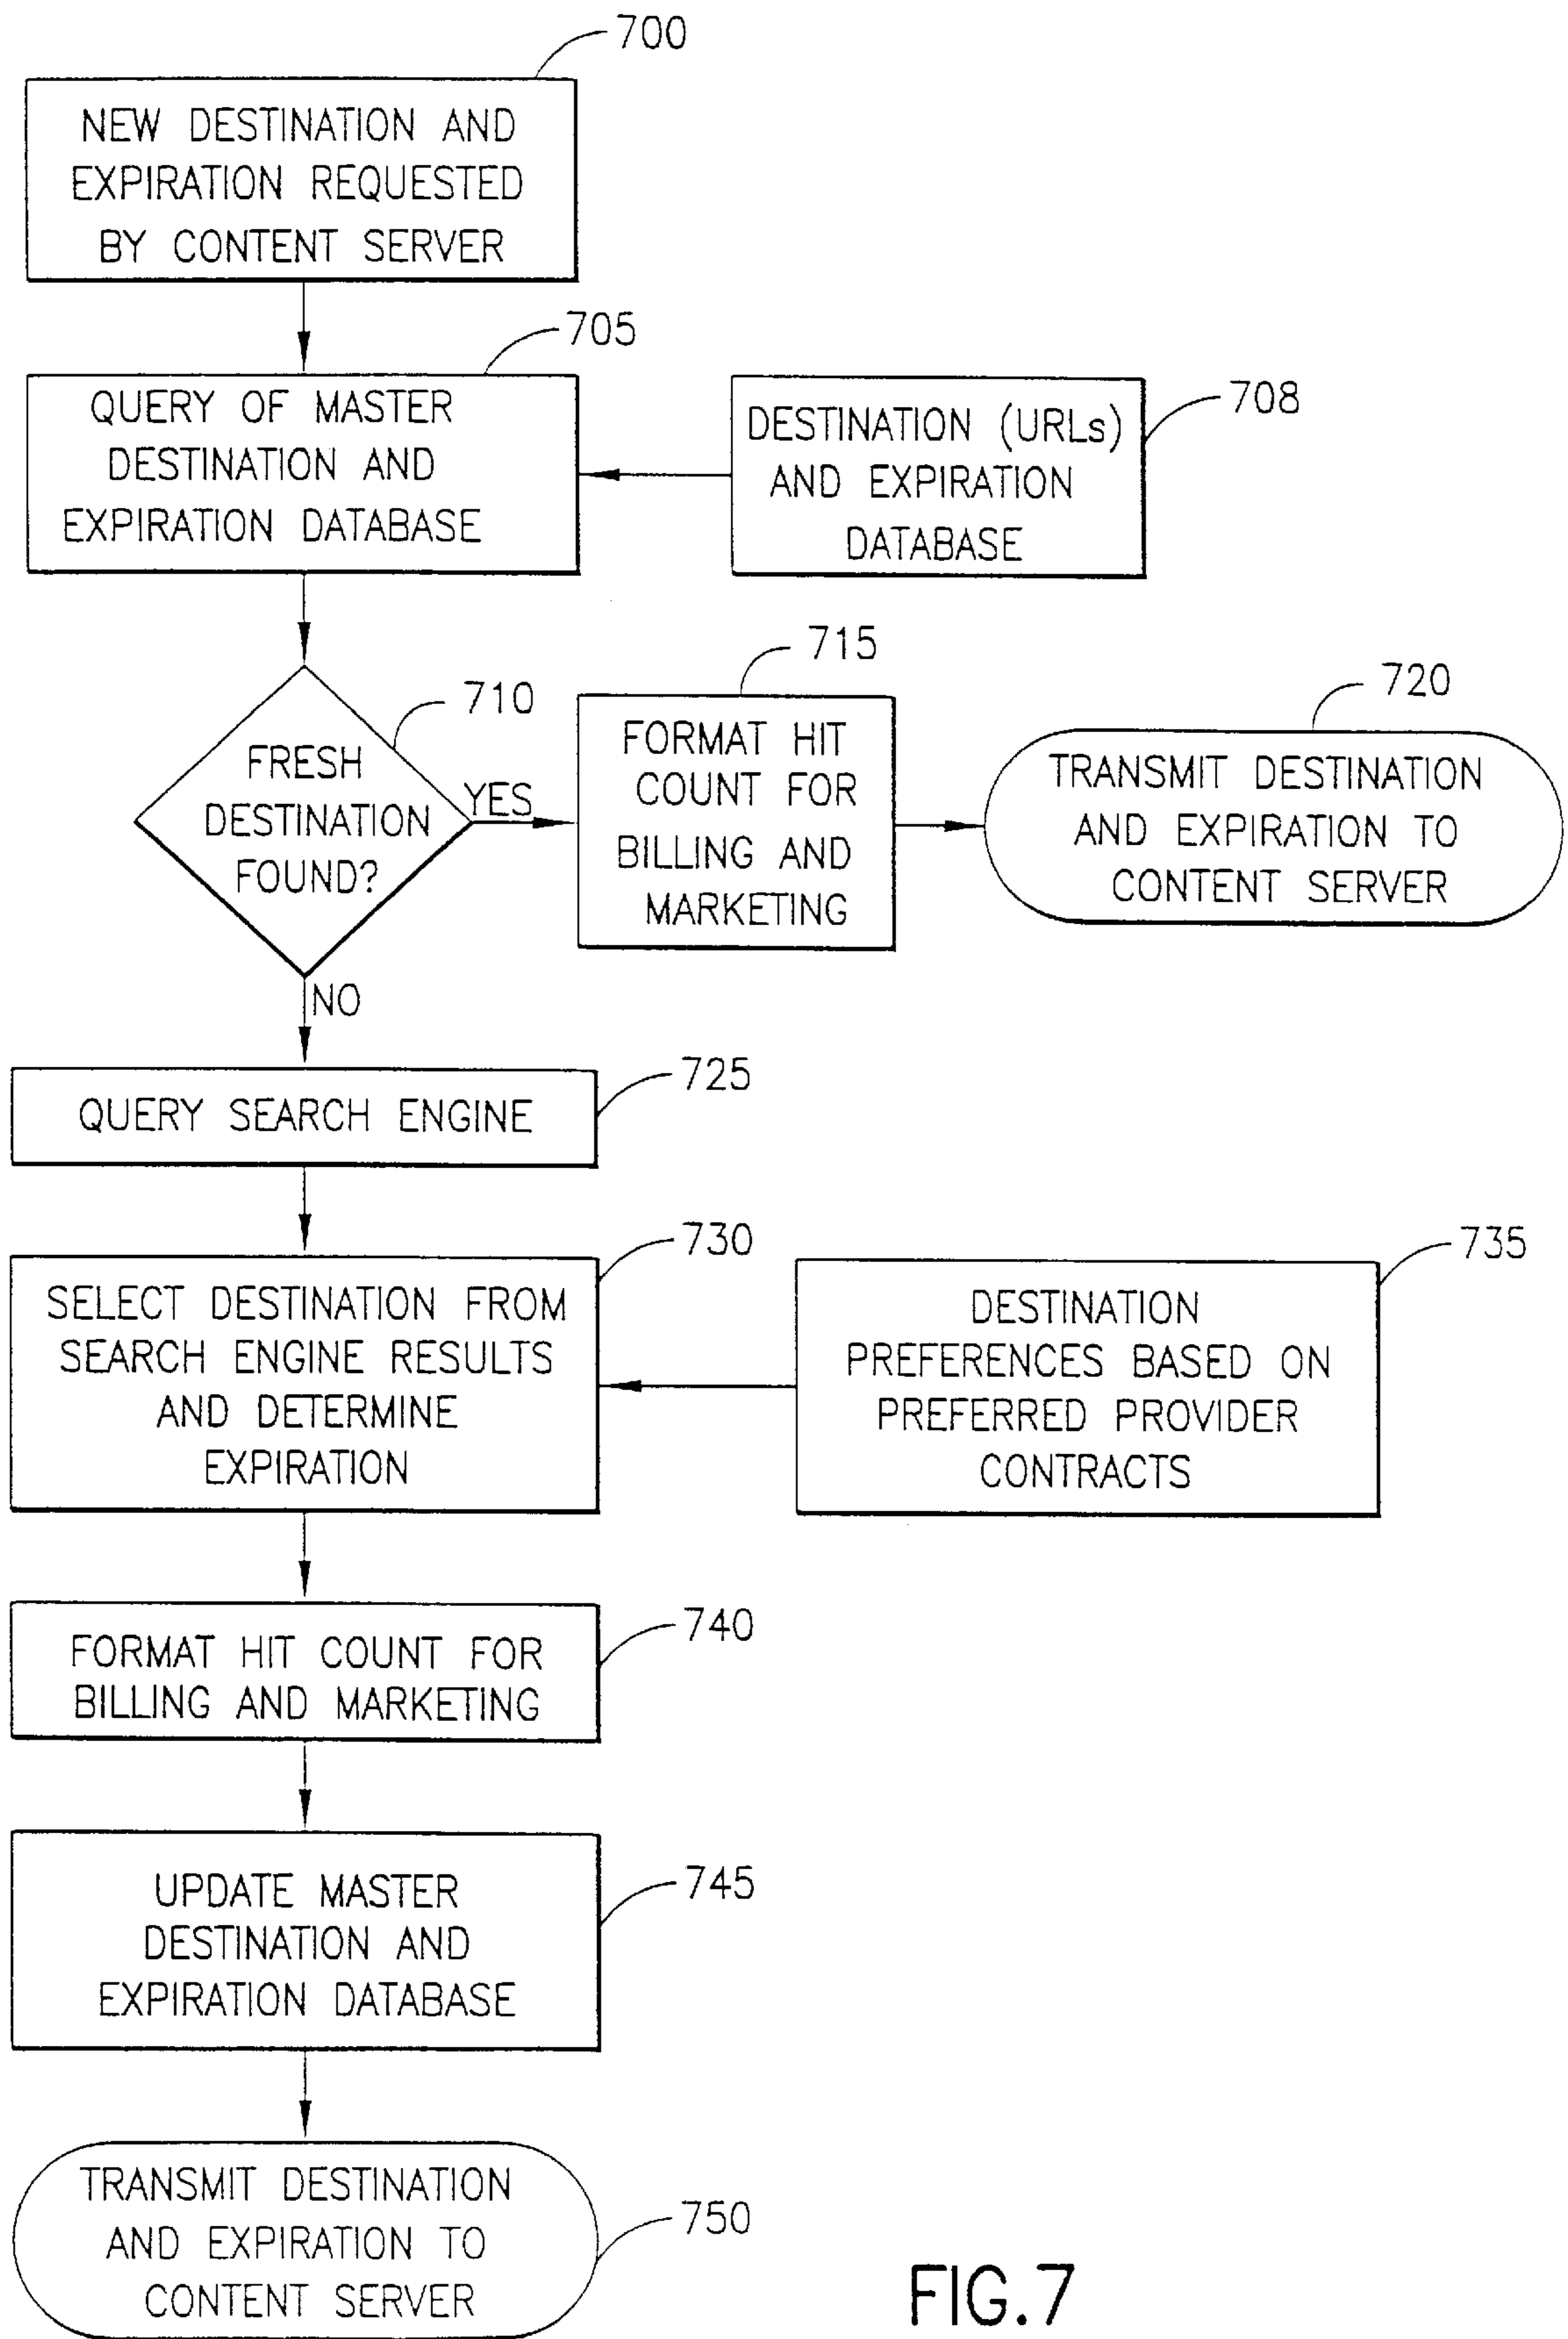 700
NEW DESTINATION AND
EXPIRATION REQUESTED
BY CONTENT SERVER
705
QUERY OF MASTER
DESTINATION AND
EXPIRATION DATABASE
708
DESTINATION (URLs)
AND EXPIRATION
DATABASE
710
FRESH
DESTINATION
FOUND?
YES
NO
715
FORMAT HIT
COUNT FOR
BILLING AND
MARKETING
720
TRANSMIT DESTINATION
AND EXPIRATION TO
CONTENT SERVER
725
QUERY SEARCH ENGINE
730
SELECT DESTINATION FROM
SEARCH ENGINE RESULTS
AND DETERMINE
EXPIRATION
735
DESTINATION
PREFERENCES BASED ON
PREFERRED PROVIDER
CONTRACTS
740
FORMAT HIT COUNT FOR
BILLING AND MARKETING
745
UPDATE MASTER
DESTINATION AND
EXPIRATION DATABASE
750
TRANSMIT DESTINATION
AND EXPIRATION TO
CONTENT SERVER
FIG.7